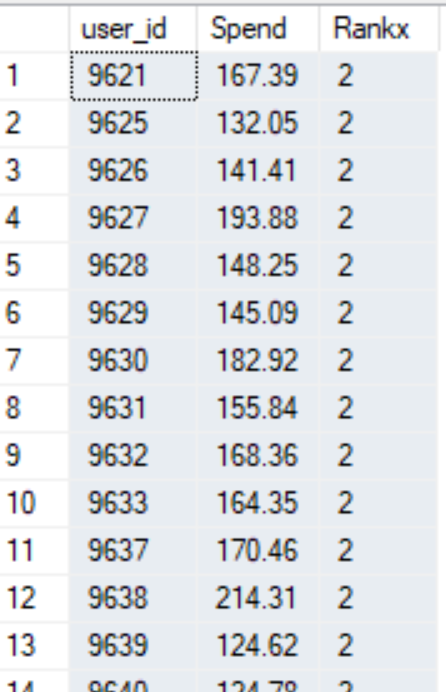 user_id Spend Rankx
1 9621 167.39 2
2 9625 132.05 2
3 9626 141.41 2
4 9627 193.88 2
5 9628 148.25 2
6 9629 145.09 2
7 9630 182.92 2
8 9631 155.84 2
9 9632 168.36 2
10 9633 164.35 2
11 9637 170.46 2
12 9638 214.31 2
13 9639 124.62 2
14 9640 124.78 2